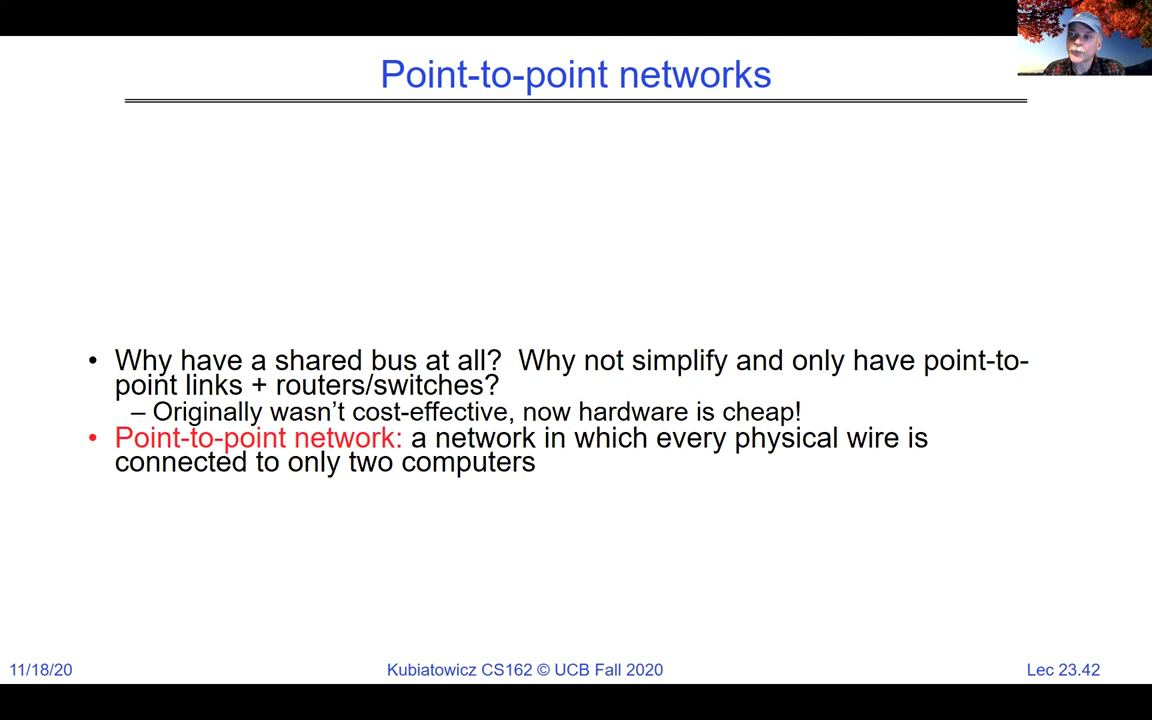 Point-to-point networks
• Why have a shared bus at all?  Why not simplify and only have point-to-
point links + routers/switches?
– Originally wasn’t cost-effective, now hardware is cheap!
• Point-to-point network: a network in which every physical wire is
connected to only two computers
11/18/20
Kubiatowicz CS162 © UCB Fall 2020
Lec 23.42